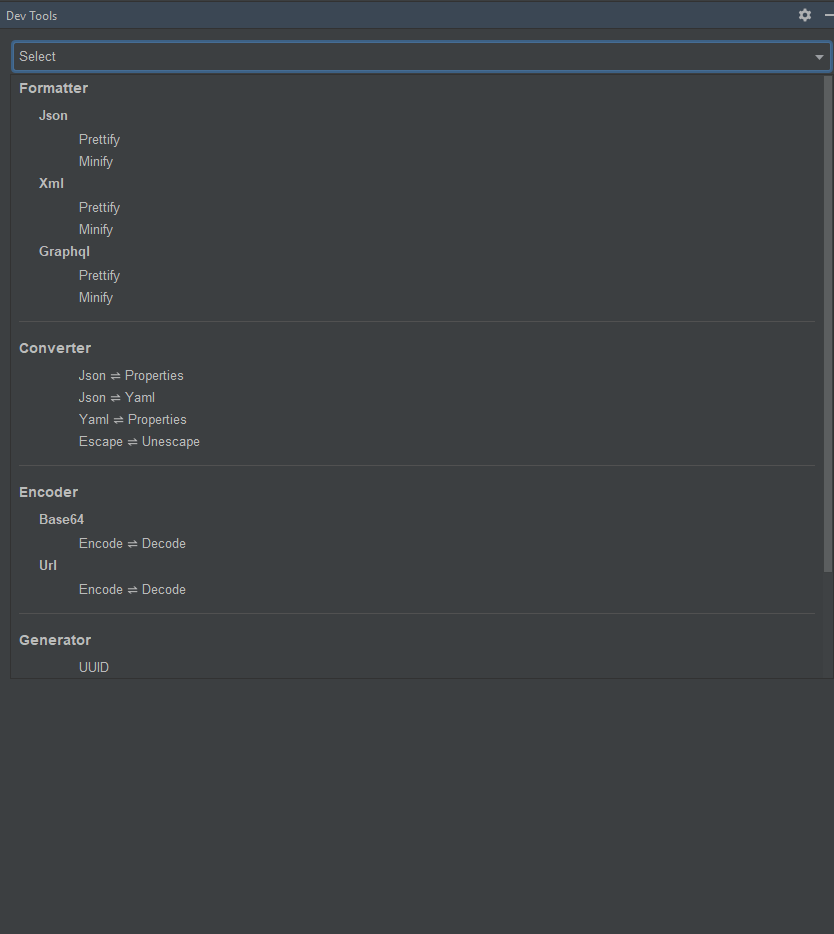 Dev Tools
Select
Formatter
Json
Prettify
Minify
Xml
Prettify
Minify
Graphql
Prettify
Minify
Converter
Json ⇌ Properties
Json ⇌ Yaml
Yaml ⇌ Properties
Escape ⇌ Unescape
Encoder
Base64
Encode ⇌ Decode
Url
Encode ⇌ Decode
Generator
UUID